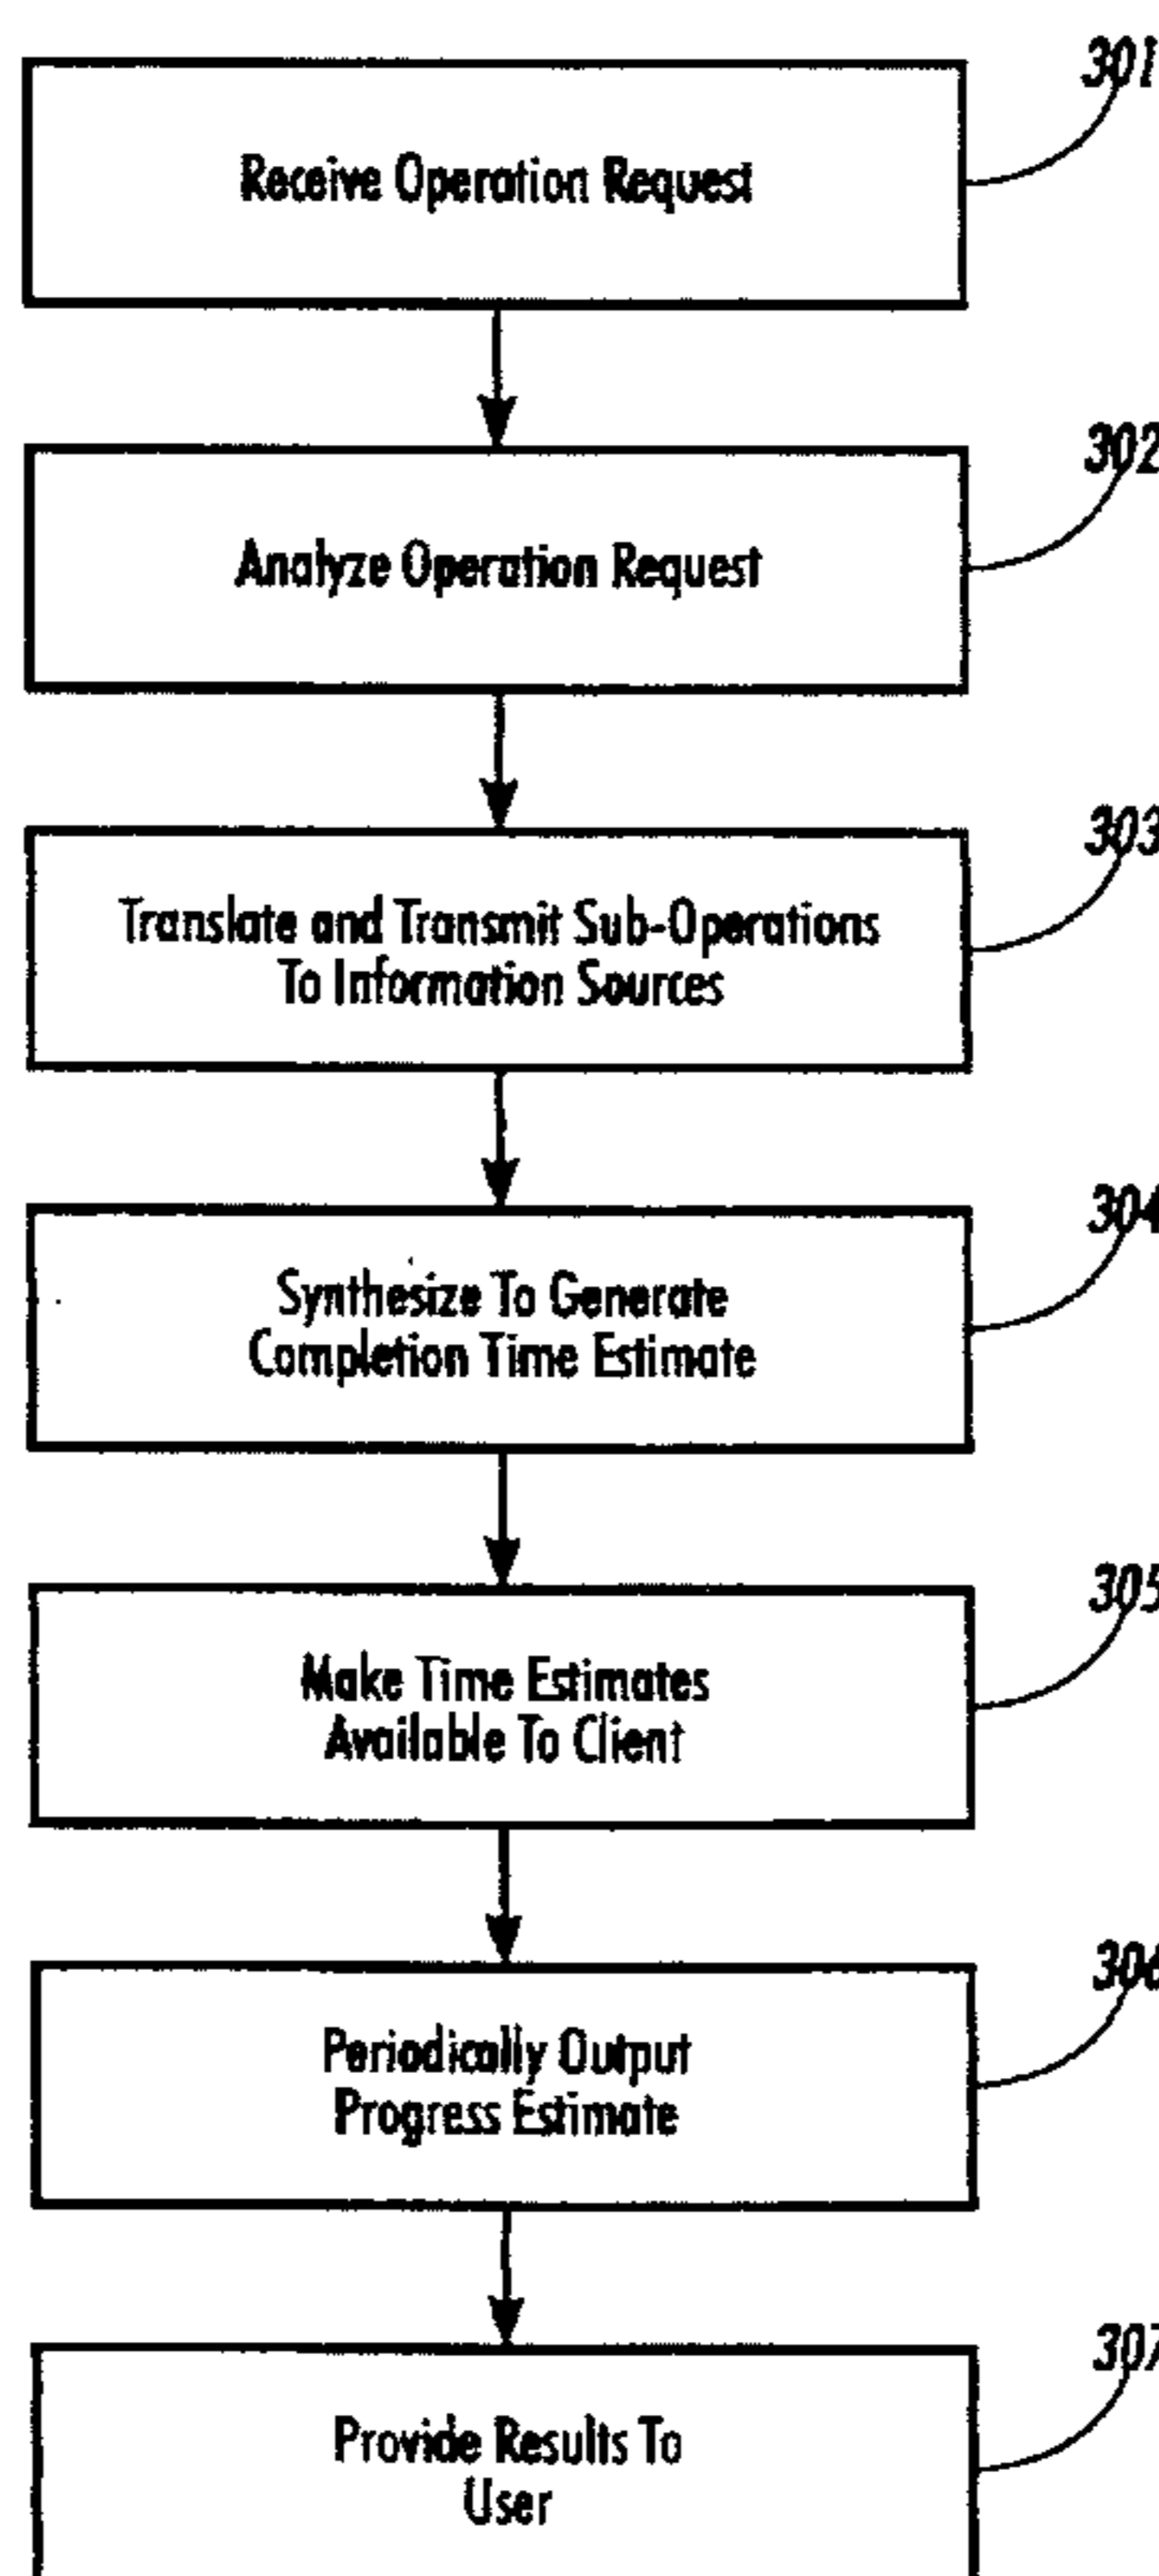 301
Receive Operation Request
302
Analyze Operation Request
303
Translate and Transmit Sub-Operations
To Information Sources
304
Synthesize To Generate
Completion Time Estimate
305
Make Time Estimates
Available To Client
306
Periodically Output
Progress Estimate
307
Provide Results To
User